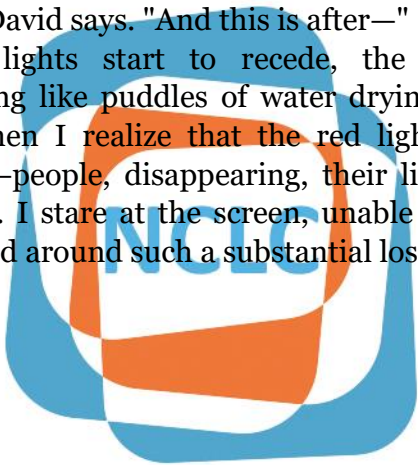 David says. "And this is after—"
lights start to recede, the
ng like puddles of water dryin
hen I realize that the red ligh
–people, disappearing, their li
. I stare at the screen, unable
d around such a substantial los
NCLC